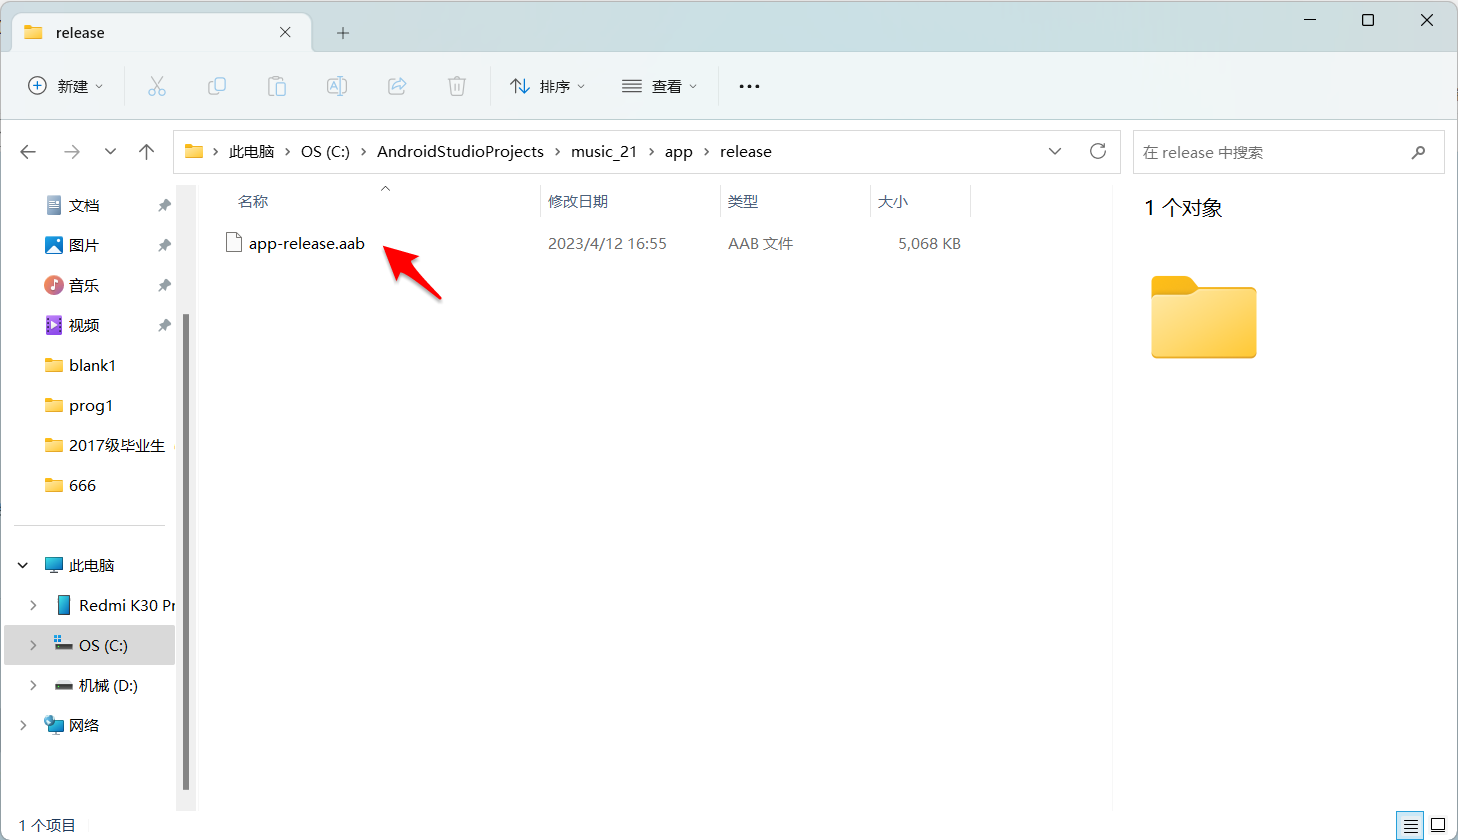 release
新建
排序
查看
此电脑 OS (C:) AndroidStudioProjects music_21 app release
在 release 中搜索
文档
图片
音乐
视频
blank1
prog1
2017级毕业生
666
此电脑
Redmi K30 Pr
OS (C:)
机械 (D:)
网络
名称 修改日期 类型 大小
app-release.aab 2023/4/12 16:55 AAB 文件 5,068 KB
1 个对象
1 个项目